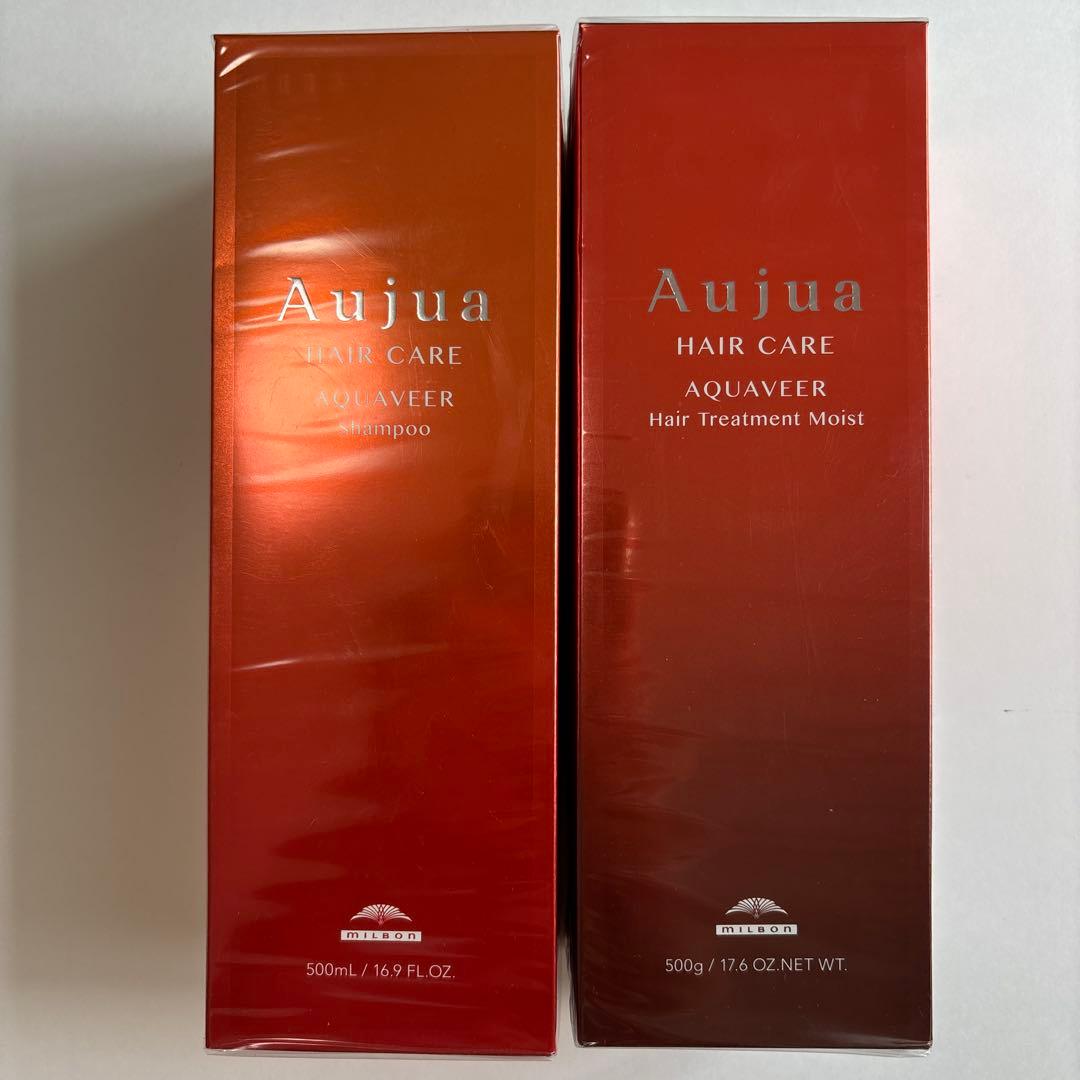 Aujua
HAIR CARE
AQUAVEER
Shampoo
MILBON
500mL / 16.9 FL.OZ.
Aujua
HAIR CARE
AQUAVEER
Hair Treatment Moist
MILBON
500g / 17.6 OZ.NET WT.